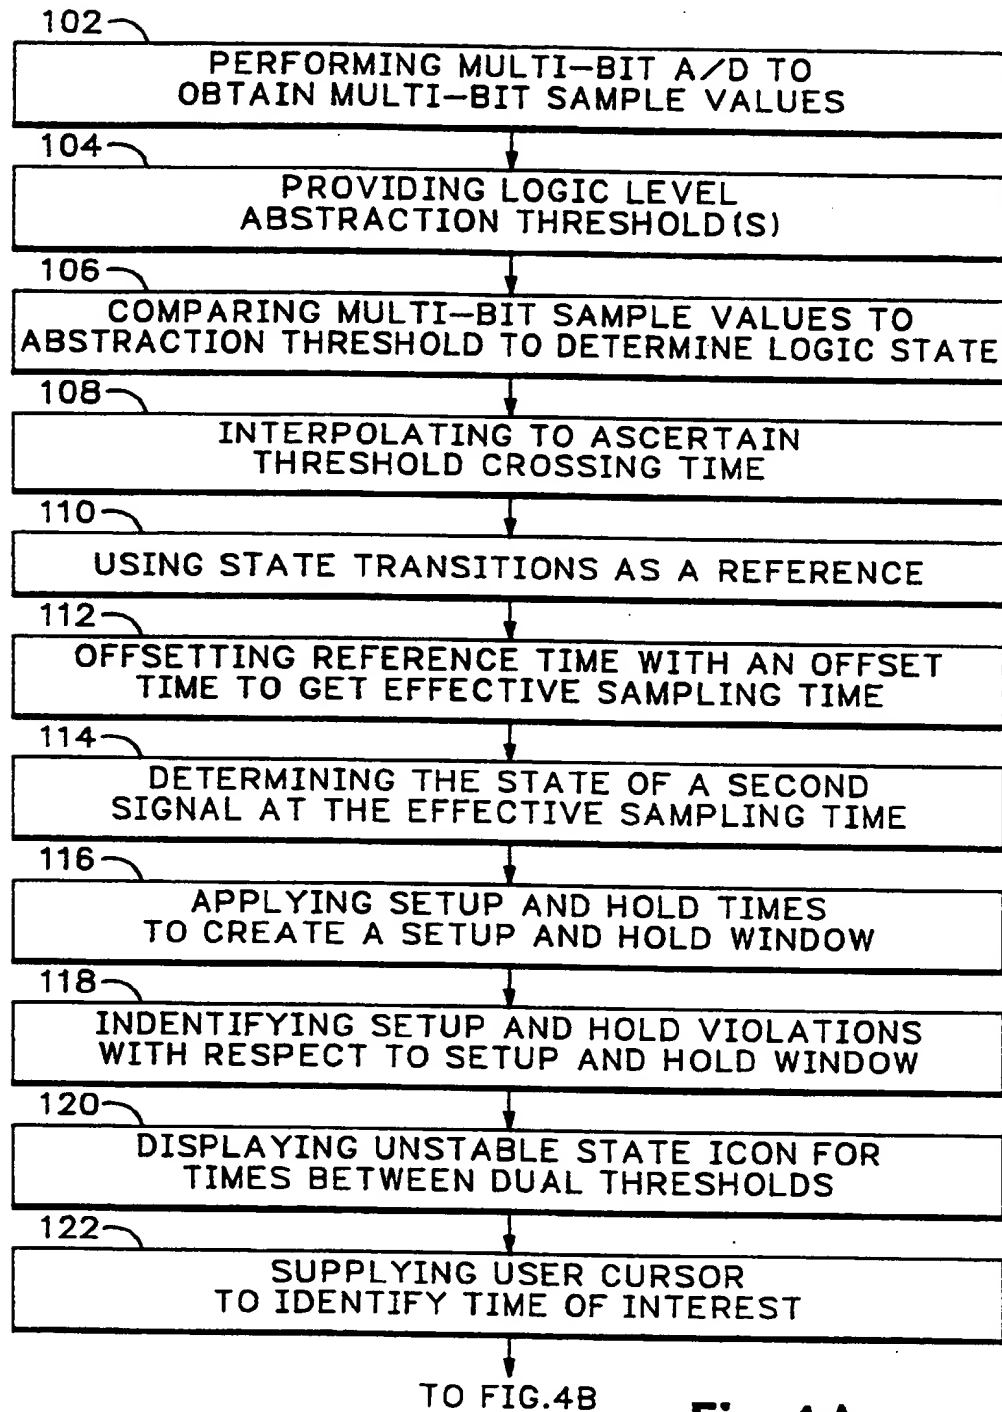 102
PERFORMING MULTI-BIT A/D TO
OBTAIN MULTI-BIT SAMPLE VALUES
104
PROVIDING LOGIC LEVEL
ABSTRACTION THRESHOLD(S)
106
COMPARING MULTI-BIT SAMPLE VALUES TO
ABSTRACTION THRESHOLD TO DETERMINE LOGIC STATE
108
INTERPOLATING TO ASCERTAIN
THRESHOLD CROSSING TIME
110
USING STATE TRANSITIONS AS A REFERENCE
112
OFFSETTING REFERENCE TIME WITH AN OFFSET
TIME TO GET EFFECTIVE SAMPLING TIME
114
DETERMINING THE STATE OF A SECOND
SIGNAL AT THE EFFECTIVE SAMPLING TIME
116
APPLYING SETUP AND HOLD TIMES
TO CREATE A SETUP AND HOLD WINDOW
118
INDENTIFYING SETUP AND HOLD VIOLATIONS
WITH RESPECT TO SETUP AND HOLD WINDOW
120
DISPLAYING UNSTABLE STATE ICON FOR
TIMES BETWEEN DUAL THRESHOLDS
122
SUPPLYING USER CURSOR
TO IDENTIFY TIME OF INTEREST
TO FIG.4B